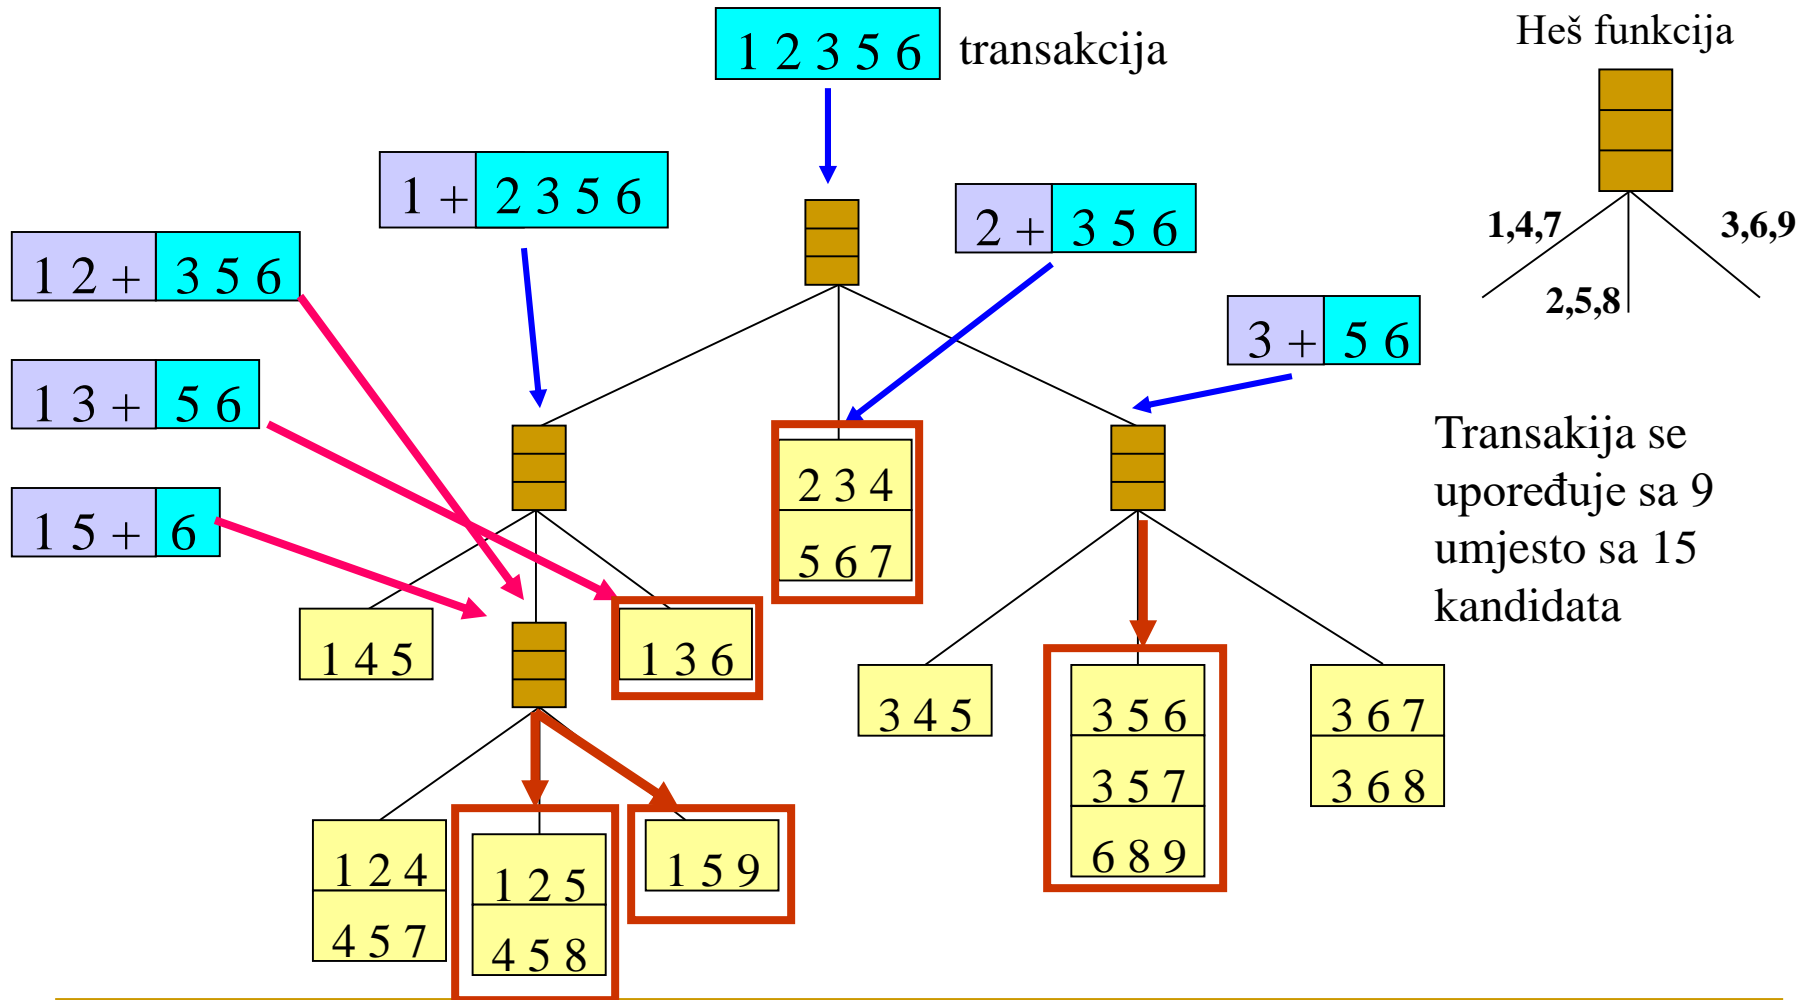 1 2 3 5 6 transakcija
Heš funkcija
1,4,7
2,5,8
3,6,9
1 + 2 3 5 6
2 + 3 5 6
3 + 5 6
1 2 + 3 5 6
1 3 + 5 6
1 5 + 6
Transakija se
upoređuje sa 9
umjesto sa 15
kandidata
2 3 4
5 6 7
1 4 5
1 3 6
3 4 5
3 5 6
3 5 7
6 8 9
3 6 7
3 6 8
1 2 4
4 5 7
1 2 5
4 5 8
1 5 9